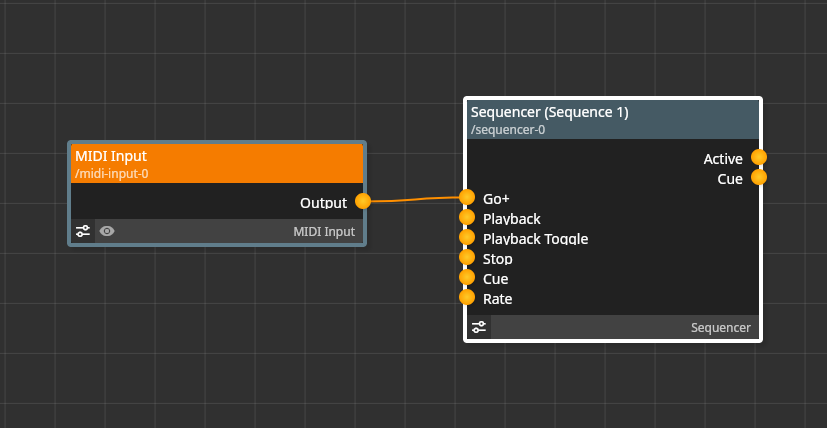 MIDI Input
/midi-input-0
Output
MIDI Input
Sequencer (Sequence 1)
/sequencer-0
Active
Cue
Go+
Playback
Playback Toggle
Stop
Cue
Rate
Sequencer